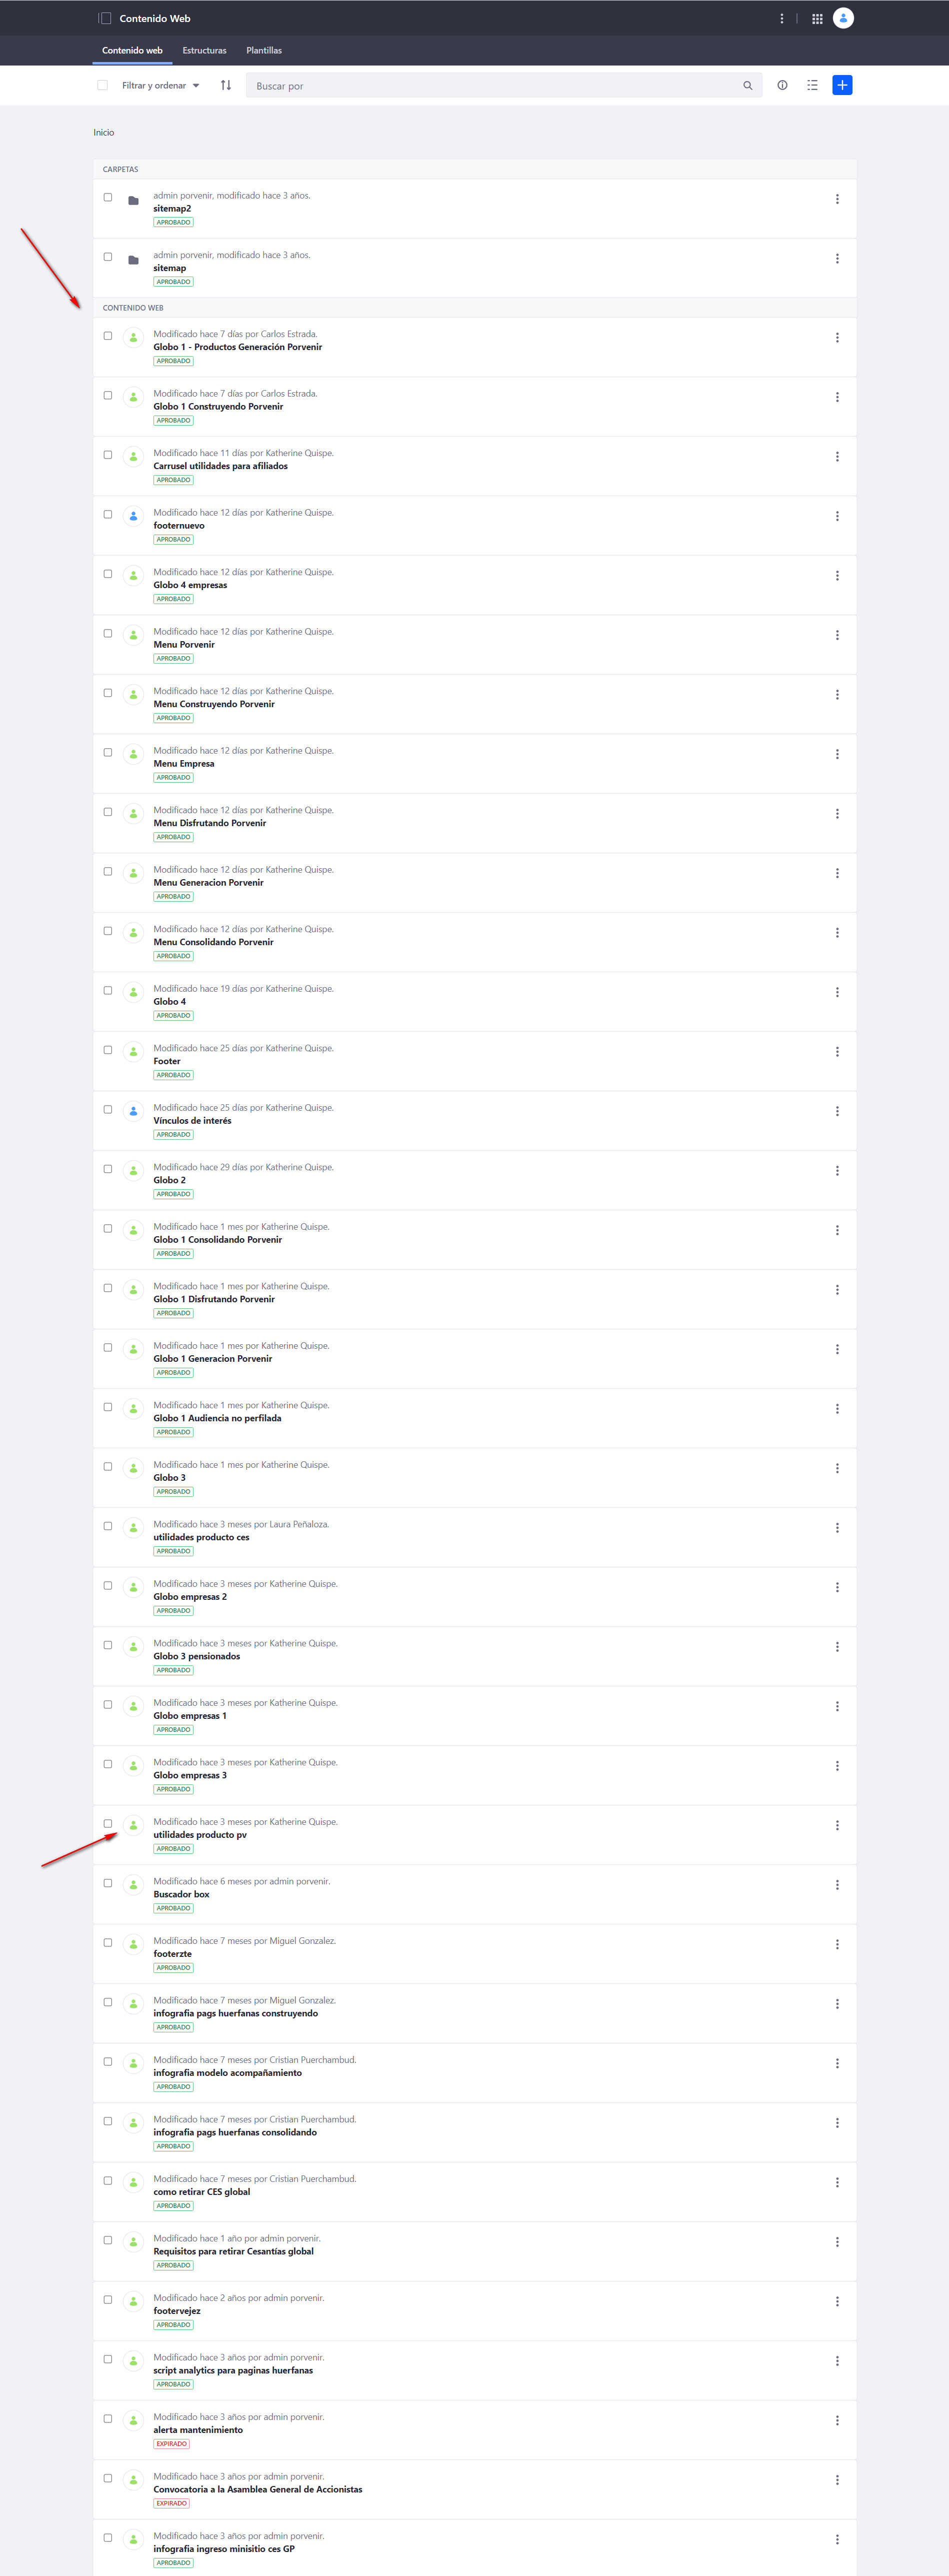 Contenido Web
Contenido web Estructuras Plantillas
Filtrar y ordenar Buscar por
Inicio
CARPETAS
admin porvenir, modificado hace 3 años.
sitemap2
APROBADO
admin porvenir, modificado hace 3 años.
sitemap
APROBADO
CONTENIDO WEB
Modificado hace 7 días por Carlos Estrada.
Globo 1 - Productos Generación Porvenir
APROBADO
Modificado hace 7 días por Carlos Estrada.
Globo 1 Construyendo Porvenir
APROBADO
Modificado hace 11 días por Katherine Quispe.
Carrusel utilidades para afiliados
APROBADO
Modificado hace 12 días por Katherine Quispe.
footernuevo
APROBADO
Modificado hace 12 días por Katherine Quispe.
Globo 4 empresas
APROBADO
Modificado hace 12 días por Katherine Quispe.
Menu Porvenir
APROBADO
Modificado hace 12 días por Katherine Quispe.
Menu Construyendo Porvenir
APROBADO
Modificado hace 12 días por Katherine Quispe.
Menu Empresa
APROBADO
Modificado hace 12 días por Katherine Quispe.
Menu Disfrutando Porvenir
APROBADO
Modificado hace 12 días por Katherine Quispe.
Menu Generacion Porvenir
APROBADO
Modificado hace 12 días por Katherine Quispe.
Menu Consolidando Porvenir
APROBADO
Modificado hace 19 días por Katherine Quispe.
Globo 4
APROBADO
Modificado hace 25 días por Katherine Quispe.
Footer
APROBADO
Modificado hace 25 días por Katherine Quispe.
Vínculos de interés
APROBADO
Modificado hace 29 días por Katherine Quispe.
Globo 2
APROBADO
Modificado hace 1 mes por Katherine Quispe.
Globo 1 Consolidando Porvenir
APROBADO
Modificado hace 1 mes por Katherine Quispe.
Globo 1 Disfrutando Porvenir
APROBADO
Modificado hace 1 mes por Katherine Quispe.
Globo 1 Generacion Porvenir
APROBADO
Modificado hace 1 mes por Katherine Quispe.
Globo 1 Audiencia no perfilada
APROBADO
Modificado hace 1 mes por Katherine Quispe.
Globo 3
APROBADO
Modificado hace 3 meses por Laura Peñaloza.
utilidades producto ces
APROBADO
Modificado hace 3 meses por Katherine Quispe.
Globo empresas 2
APROBADO
Modificado hace 3 meses por Katherine Quispe.
Globo 3 pensionados
APROBADO
Modificado hace 3 meses por Katherine Quispe.
Globo empresas 1
APROBADO
Modificado hace 3 meses por Katherine Quispe.
Globo empresas 3
APROBADO
Modificado hace 3 meses por Katherine Quispe.
utilidades producto pv
APROBADO
Modificado hace 6 meses por admin porvenir.
Buscador box
APROBADO
Modificado hace 7 meses por Miguel Gonzalez.
footerzte
APROBADO
Modificado hace 7 meses por Miguel Gonzalez.
infografia pags huerfanas construyendo
APROBADO
Modificado hace 7 meses por Cristian Puerchambud.
infografia modelo acompañamiento
APROBADO
Modificado hace 7 meses por Cristian Puerchambud.
infografia pags huerfanas consolidando
APROBADO
Modificado hace 7 meses por Cristian Puerchambud.
como retirar CES global
APROBADO
Modificado hace 1 año por admin porvenir.
Requisitos para retirar Cesantías global
APROBADO
Modificado hace 2 años por admin porvenir.
footervejez
APROBADO
Modificado hace 3 años por admin porvenir.
script analytics para paginas huerfanas
APROBADO
Modificado hace 3 años por admin porvenir.
alerta mantenimiento
EXPIRADO
Modificado hace 3 años por admin porvenir.
Convocatoria a la Asamblea General de Accionistas
EXPIRADO
Modificado hace 3 años por admin porvenir.
infografia ingreso minisitio ces GP
APROBADO